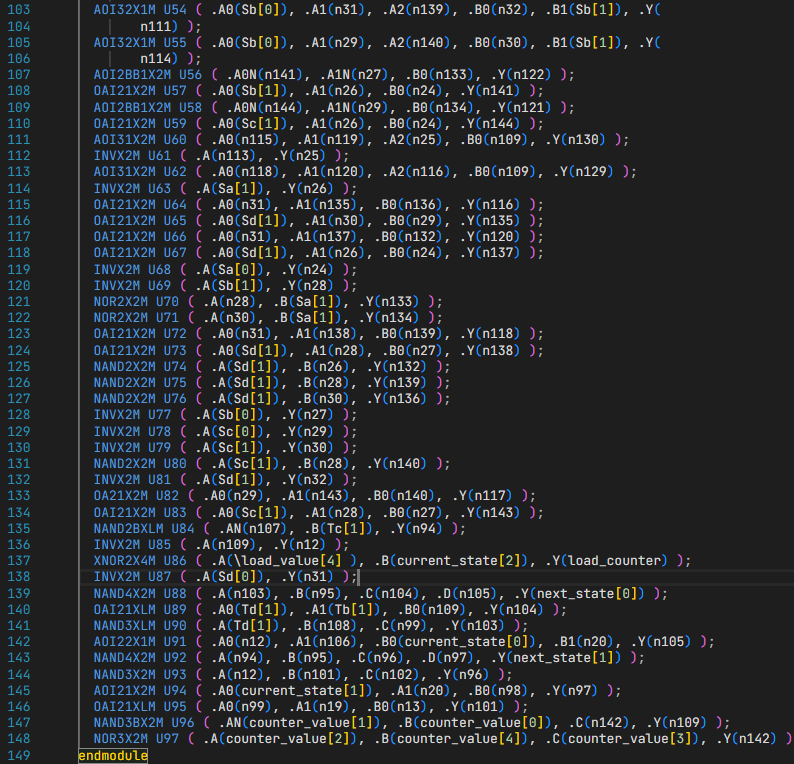 103 AOI32X1M U54 ( .A0(Sb[0]), .A1(n31), .A2(n139), .B0(n32), .B1(Sb[1]), .Y(
104 n111) );
105 AOI32X1M U55 ( .A0(Sb[0]), .A1(n29), .A2(n140), .B0(n30), .B1(Sb[1]), .Y(
106 n114) );
107 AOI2BB1X2M U56 ( .A0N(n141), .A1N(n27), .B0(n133), .Y(n122) );
108 OAI21X2M U57 ( .A0(Sb[1]), .A1(n26), .B0(n24), .Y(n141) );
109 AOI2BB1X2M U58 ( .A0N(n144), .A1N(n29), .B0(n134), .Y(n121) );
110 OAI21X2M U59 ( .A0(Sc[1]), .A1(n26), .B0(n24), .Y(n144) );
111 AOI31X2M U60 ( .A0(n115), .A1(n119), .A2(n25), .B0(n109), .Y(n130) );
112 INVX2M U61 ( .A(n113), .Y(n25) );
113 AOI31X2M U62 ( .A0(n118), .A1(n120), .A2(n116), .B0(n109), .Y(n129) );
114 INVX2M U63 ( .A(Sa[1]), .Y(n26) );
115 OAI21X2M U64 ( .A0(n31), .A1(n135), .B0(n136), .Y(n116) );
116 OAI21X2M U65 ( .A0(Sd[1]), .A1(n30), .B0(n29), .Y(n135) );
117 OAI21X2M U66 ( .A0(n31), .A1(n137), .B0(n132), .Y(n120) );
118 OAI21X2M U67 ( .A0(Sd[1]), .A1(n26), .B0(n24), .Y(n137) );
119 INVX2M U68 ( .A(Sa[0]), .Y(n24) );
120 INVX2M U69 ( .A(Sb[1]), .Y(n28) );
121 NOR2X2M U70 ( .A(n28), .B(Sa[1]), .Y(n133) );
122 NOR2X2M U71 ( .A(n30), .B(Sa[1]), .Y(n134) );
123 OAI21X2M U72 ( .A0(n31), .A1(n138), .B0(n139), .Y(n118) );
124 OAI21X2M U73 ( .A0(Sd[1]), .A1(n28), .B0(n27), .Y(n138) );
125 NAND2X2M U74 ( .A(Sd[1]), .B(n26), .Y(n132) );
126 NAND2X2M U75 ( .A(Sd[1]), .B(n28), .Y(n139) );
127 NAND2X2M U76 ( .A(Sd[1]), .B(n30), .Y(n136) );
128 INVX2M U77 ( .A(Sb[0]), .Y(n27) );
129 INVX2M U78 ( .A(Sc[0]), .Y(n29) );
130 INVX2M U79 ( .A(Sc[1]), .Y(n30) );
131 NAND2X2M U80 ( .A(Sc[1]), .B(n28), .Y(n140) );
132 INVX2M U81 ( .A(Sd[1]), .Y(n32) );
133 OA21X2M U82 ( .A0(n29), .A1(n143), .B0(n140), .Y(n117) );
134 OAI21X2M U83 ( .A0(Sc[1]), .A1(n28), .B0(n27), .Y(n143) );
135 NAND2BXLM U84 ( .AN(n107), .B(Tc[1]), .Y(n94) );
136 INVX2M U85 ( .A(n109), .Y(n12) );
137 XNOR2X4M U86 ( .A(\load_value[4] ), .B(current_state[2]), .Y(load_counter) );
138 INVX2M U87 ( .A(Sd[0]), .Y(n31) );
139 NAND4X2M U88 ( .A(n103), .B(n95), .C(n104), .D(n105), .Y(next_state[0]) );
140 OA21XLM U89 ( .A0(Td[1]), .A1(Tb[1]), .B0(n109), .Y(n104) );
141 NAND3XLM U90 ( .A(Td[1]), .B(n108), .C(n99), .Y(n103) );
142 AOI22X1M U91 ( .A0(n12), .A1(n106), .B0(current_state[0]), .B1(n20), .Y(n105) );
143 NAND4X2M U92 ( .A(n94), .B(n95), .C(n96), .D(n97), .Y(next_state[1]) );
144 NAND3X2M U93 ( .A(n12), .B(n101), .C(n102), .Y(n96) );
145 AOI21X2M U94 ( .A0(current_state[1]), .A1(n20), .B0(n98), .Y(n97) );
146 OA21XLM U95 ( .A0(n99), .A1(n19), .B0(n13), .Y(n101) );
147 NAND3BX2M U96 ( .AN(counter_value[1]), .B(counter_value[0]), .C(n142), .Y(n109) );
148 NOR3X2M U97 ( .A(counter_value[2]), .B(counter_value[4]), .C(counter_value[3]), .Y(n142) )
149 endmodule